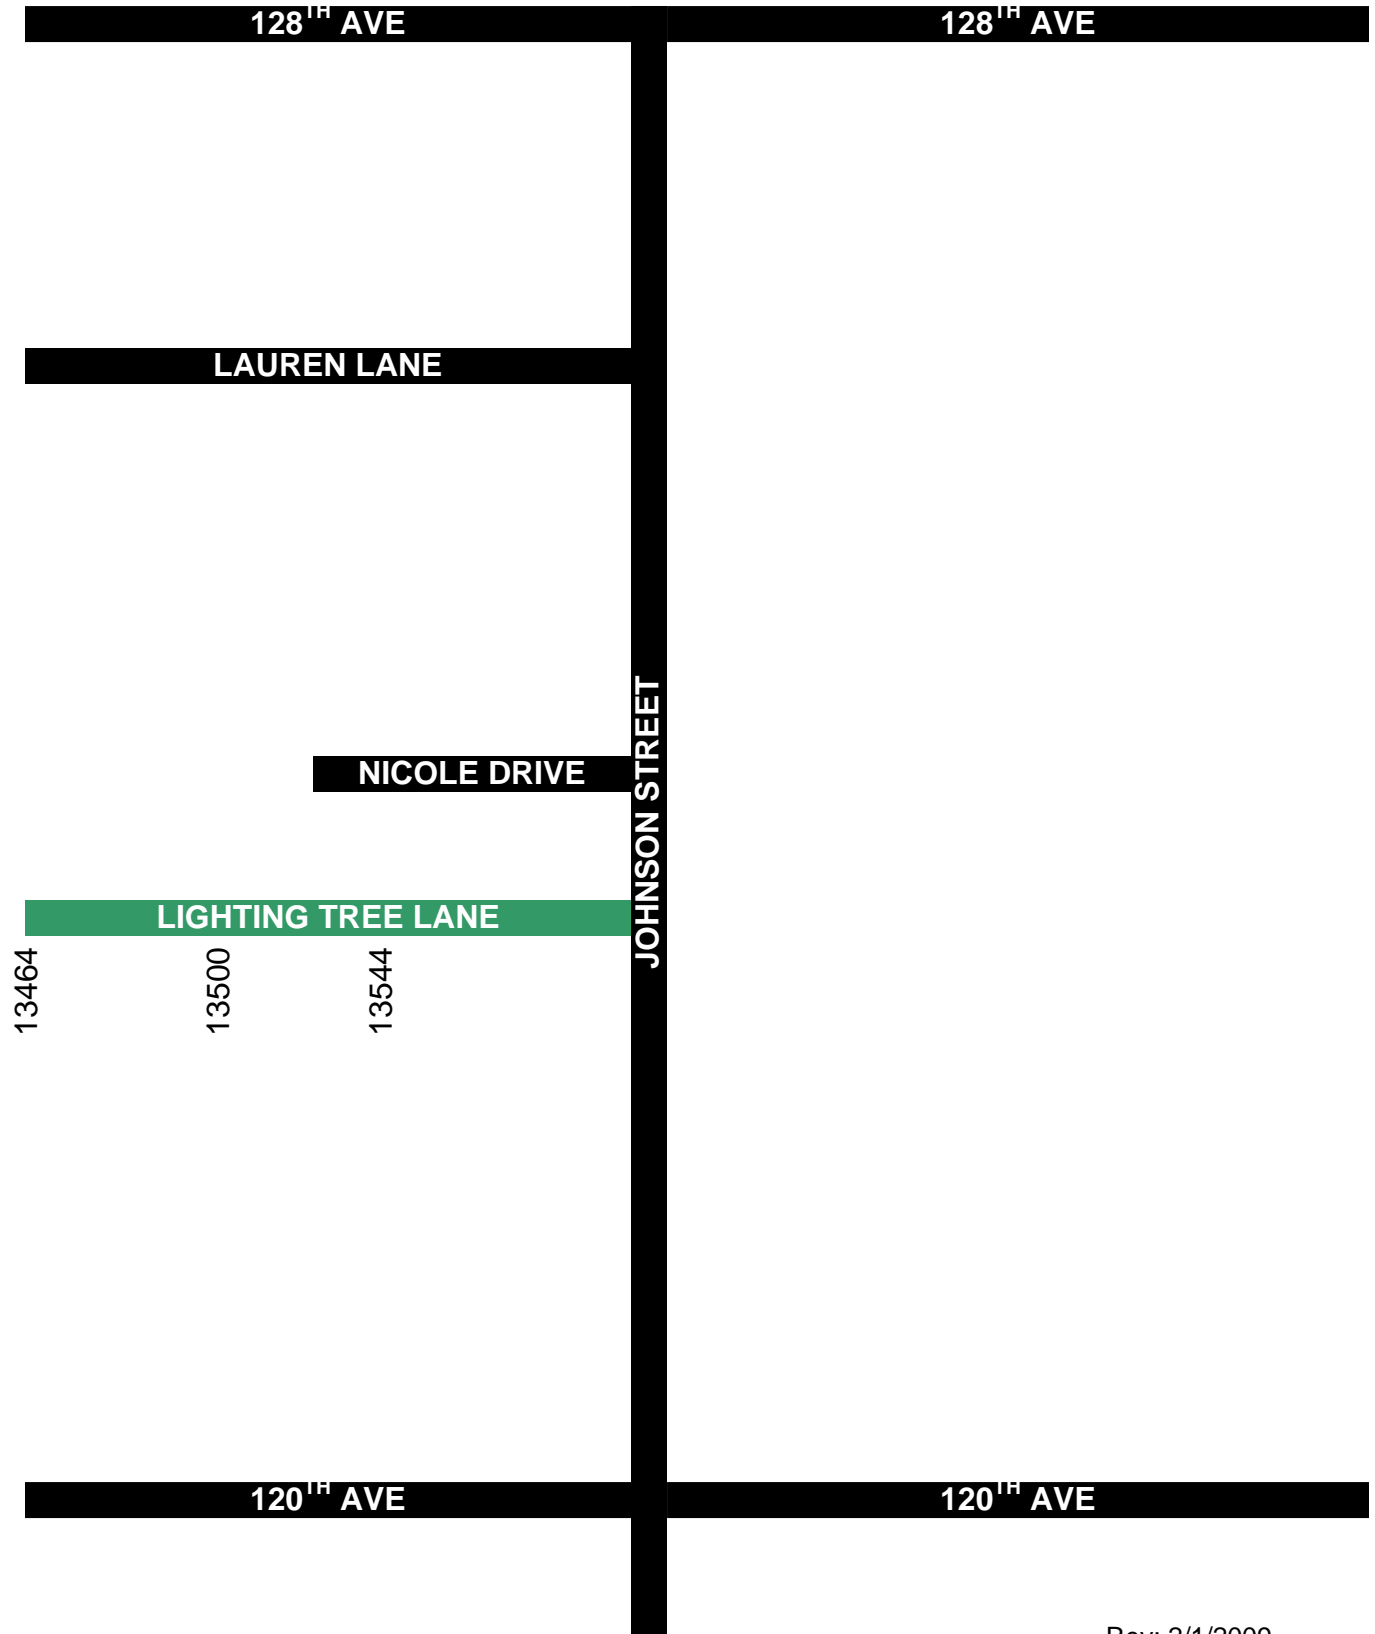 128TH AVE
128TH AVE
LAUREN LANE
JOHNSON STREET
NICOLE DRIVE
LIGHTING TREE LANE
13464
13500
13544
120TH AVE
120TH AVE